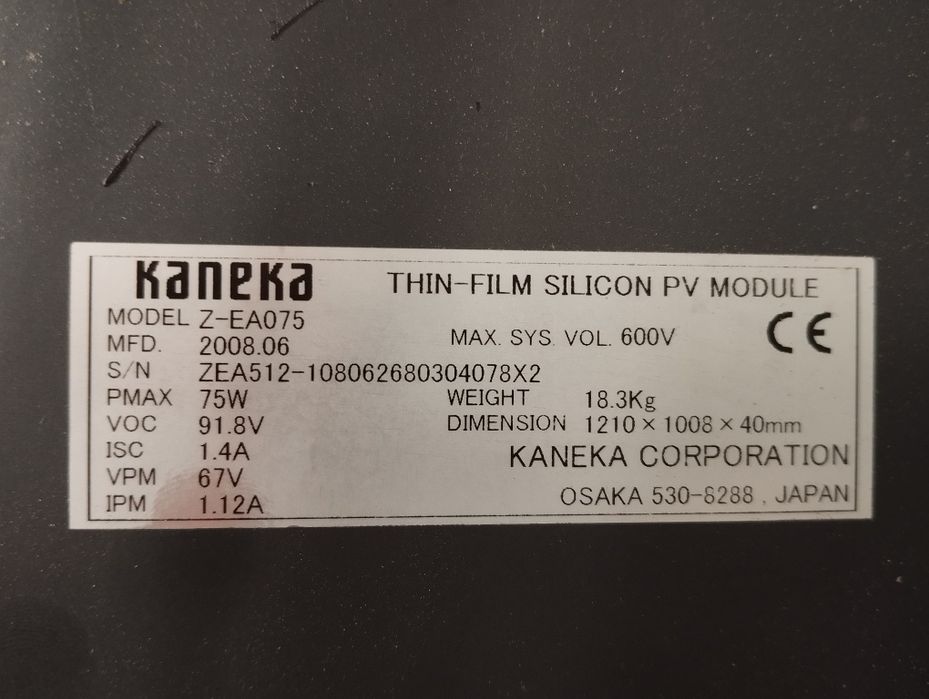 Kaneka THIN-FILM SILICON PV MODULE
MODEL Z-EA075
MFD. 2008.06 MAX. SYS. VOL. 600V CE
S/N ZEA512-108062680304078X2
PMAX 75W WEIGHT 18.3Kg
VOC 91.8V DIMENSION 1210×1008×40mm
ISC 1.4A KANEKA CORPORATION
VPM 67V
IPM 1.12A OSAKA 530-8288 , JAPAN